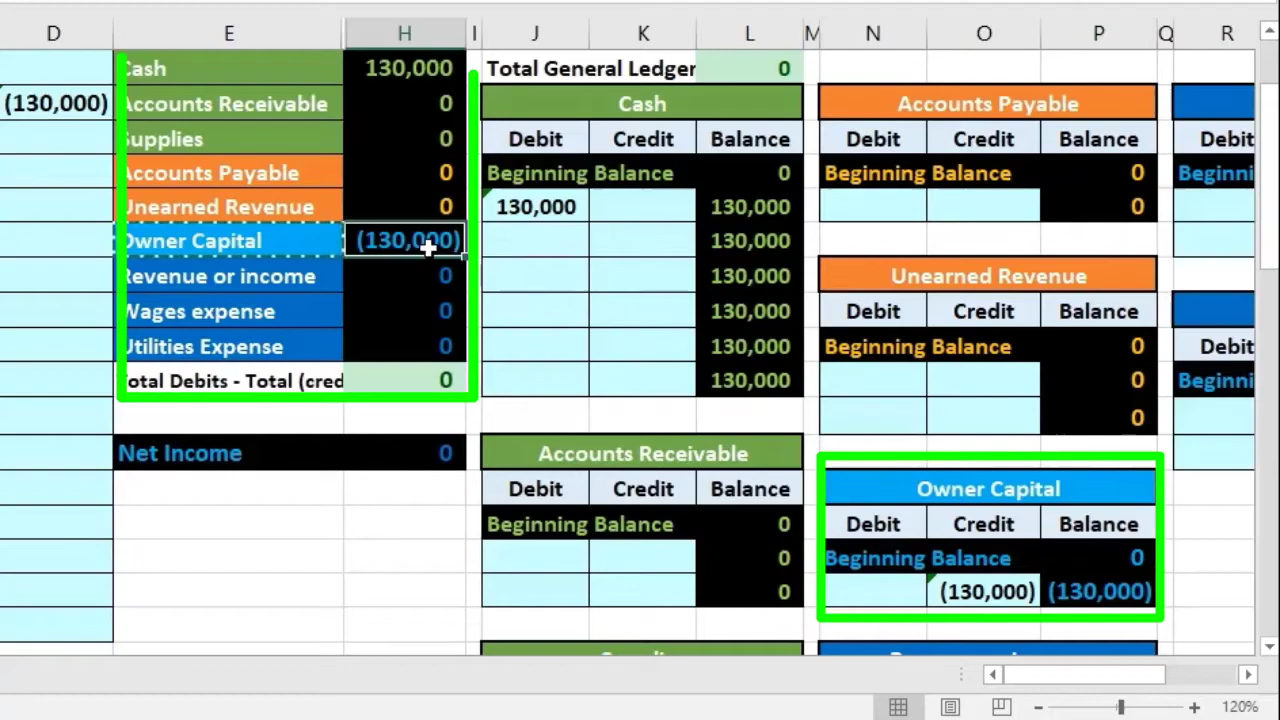 D E H I J K L M N O P Q R
Cash 130,000 Total General Ledger 0
(130,000) Accounts Receivable 0 Cash Accounts Payable
Supplies 0 Debit Credit Balance Debit Credit Balance Debit
Accounts Payable 0 Beginning Balance 0 Beginning Balance 0 Beginni
Unearned Revenue 0 130,000 130,000 0
Owner Capital (130,000) 130,000
Revenue or income 0 130,000 Unearned Revenue
Wages expense 0 130,000 Debit Credit Balance
Utilities Expense 0 130,000 Beginning Balance 0 Debit
Total Debits - Total (cred 0 130,000 0 Beginni
0
Net Income 0 Accounts Receivable
Debit Credit Balance Owner Capital
Beginning Balance 0 Debit Credit Balance
0 Beginning Balance 0
0 (130,000) (130,000)
120%